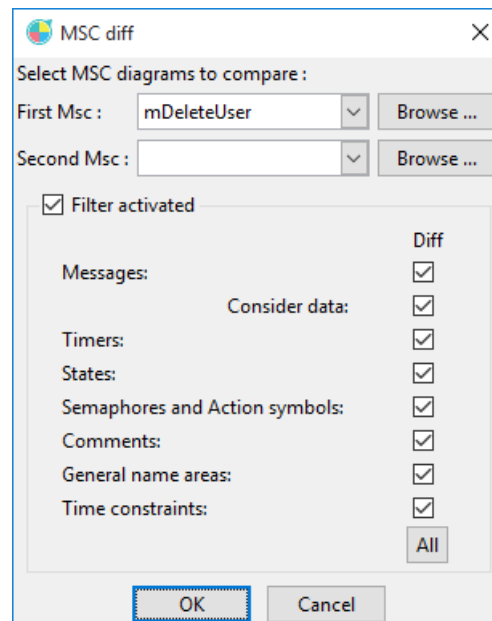 MSC diff
Select MSC diagrams to compare :
First Msc : mDeleteUser Browse ...
Second Msc : Browse ...
Filter activated
Diff
Messages:
Consider data:
Timers:
States:
Semaphores and Action symbols:
Comments:
General name areas:
Time constraints:
All
OK Cancel